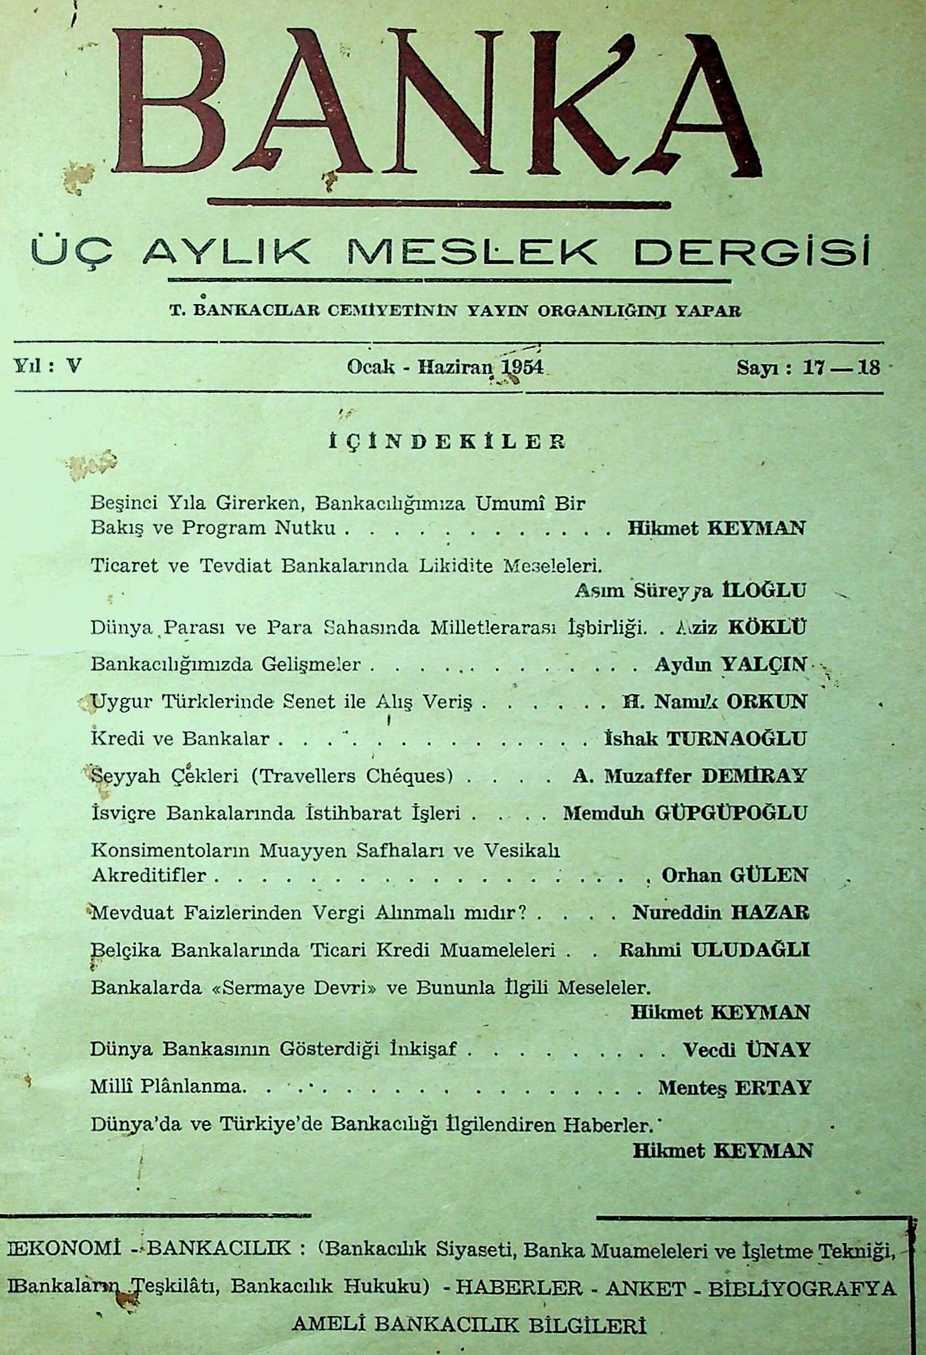 BANKA
ÜÇ AYLIK MESLEK DERGİSİ
T. BANKACILAR CEMİYETİNİN YAYIN ORGANLIĞINI YAPAR
Yıl : V Ocak - Haziran 1954 Sayı : 17 — 18
İÇİNDEKİLER
Beşinci Yıla Girerken, Bankacılığımıza Umumî Bir
Bakış ve Program Nutku . . . . . . . . . . . Hikmet KEYMAN
Ticaret ve Tevdiat Bankalarında Likidite Meseleleri.
Asım Süreyya İLOĞLU
Dünya Parası ve Para Sahasında Milletlerarası İşbirliği. . Aziz KÖKLÜ
Bankacılığımızda Gelişmeler . . . . . . . . . . . Aydın YALÇIN
Uygur Türklerinde Senet ile Alış Veriş . . . . . . H. Namık ORKUN
Kredi ve Bankalar . . . . . . . . . . . . . İshak TURNAOĞLU
Seyyah Çekleri (Travellers Chéques) . . . . A. Muzaffer DEMİRAY
İsviçre Bankalarında İstihbarat İşleri . . . . Memduh GÜPGÜPOĞLU
Konsimentoların Muayyen Safhaları ve Vesikalı
Akreditifler . . . . . . . . . . . . . . . . . . Orhan GÜLEN
Mevduat Faizlerinden Vergi Alınmalı mıdır? . . . . Nureddin HAZAR
Belçika Bankalarında Ticari Kredi Muameleleri . . Rahmi ULUDAĞLI
Bankalarda «Sermaye Devri» ve Bununla İlgili Meseleler.
Hikmet KEYMAN
Dünya Bankasının Gösterdiği İnkişaf . . . . . . . . . Vecdi ÜNAY
Millî Plânlanma. . . . . . . . . . . . . . . . . Menteş ERTAY
Dünya'da ve Türkiye'de Bankacılığı İlgilendiren Haberler.
Hikmet KEYMAN
EKONOMİ - BANKACILIK : (Bankacılık Siyaseti, Banka Muameleleri ve İşletme Tekniği,
Bankaların Teşkilâtı, Bankacılık Hukuku) - HABERLER - ANKET - BİBLİYOGRAFYA
AMELİ BANKACILIK BİLGİLERİ